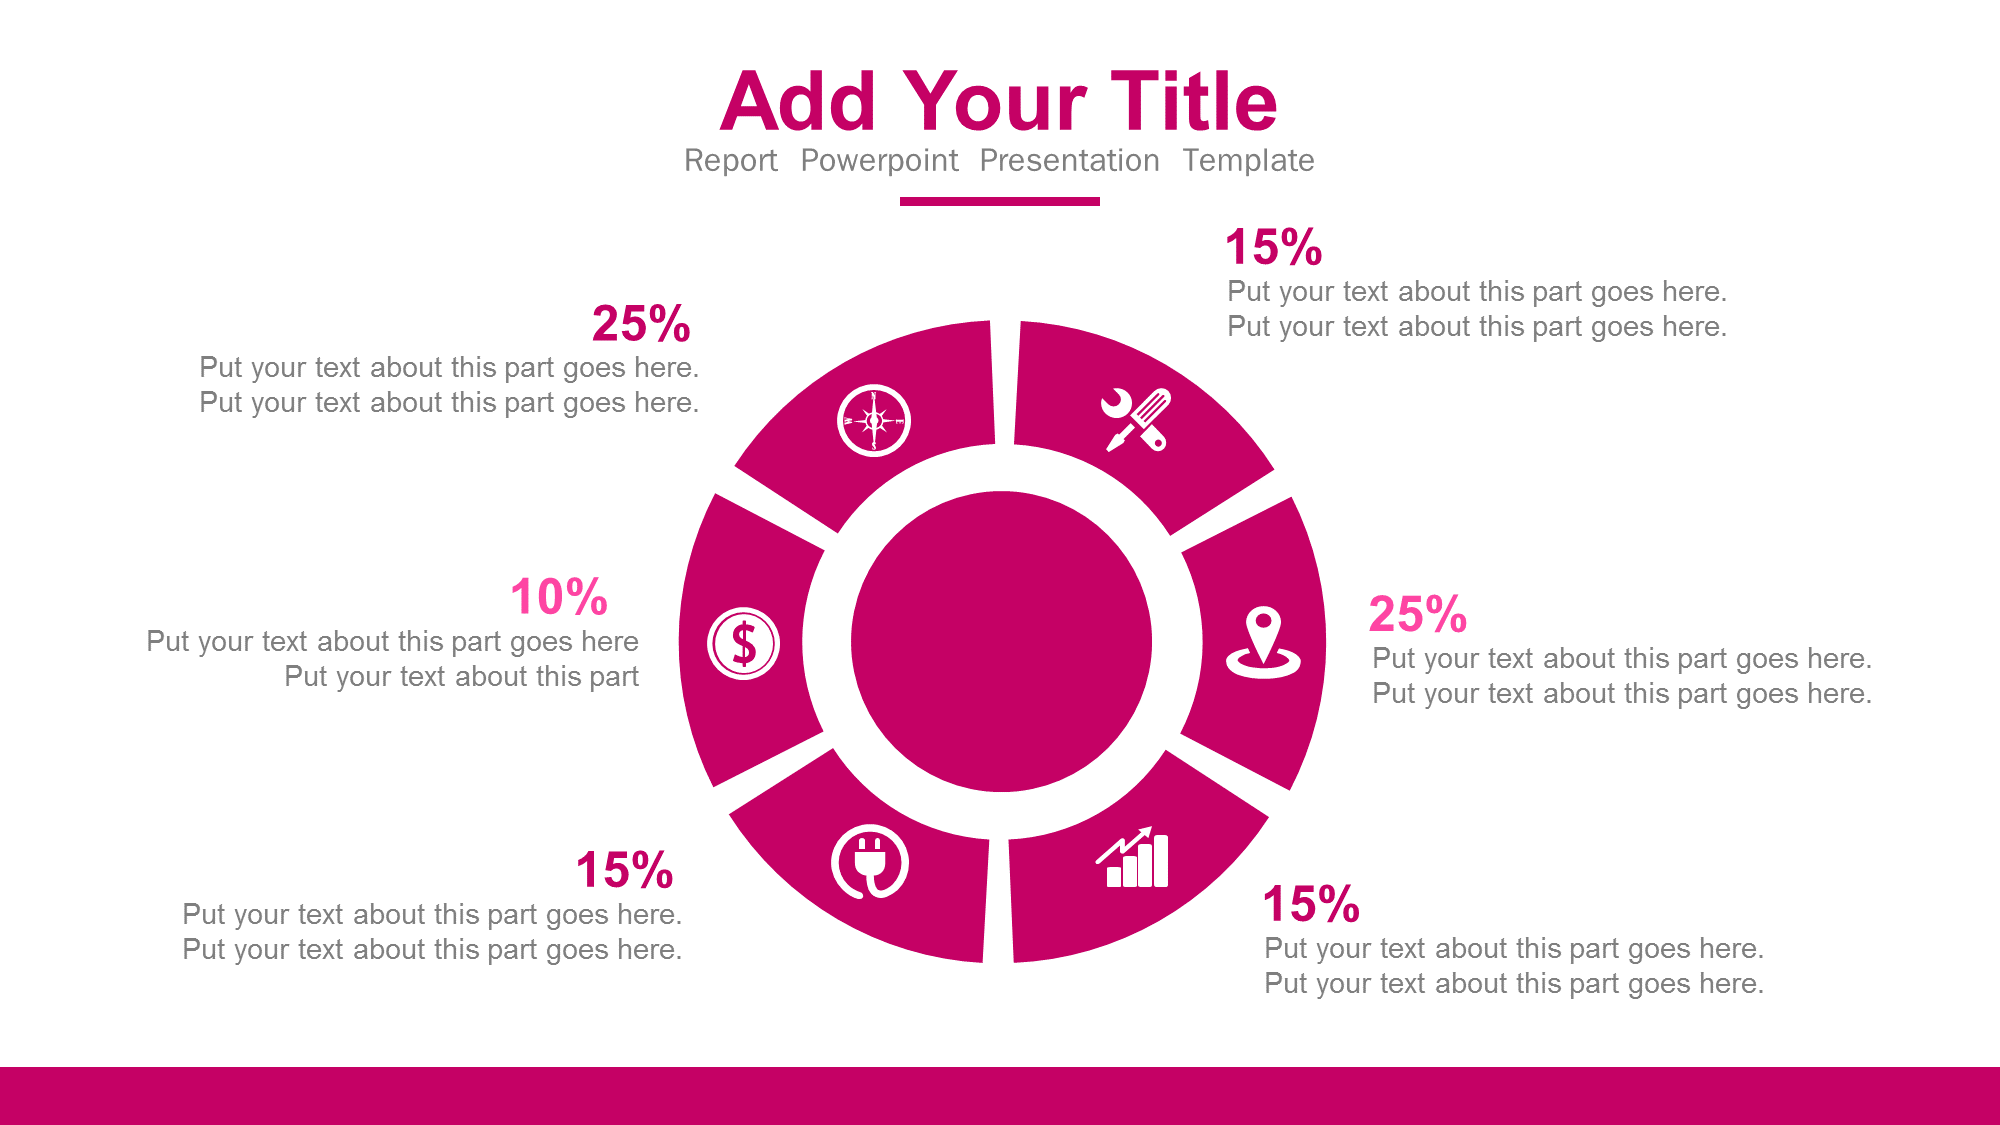 Add Your Title
Report Powerpoint Presentation Template
15%
Put your text about this part goes here.
Put your text about this part goes here.
25%
Put your text about this part goes here.
Put your text about this part goes here.
N
W
E
S
10%
Put your text about this part goes here
Put your text about this part
$
25%
Put your text about this part goes here.
Put your text about this part goes here.
15%
Put your text about this part goes here.
Put your text about this part goes here.
15%
Put your text about this part goes here.
Put your text about this part goes here.